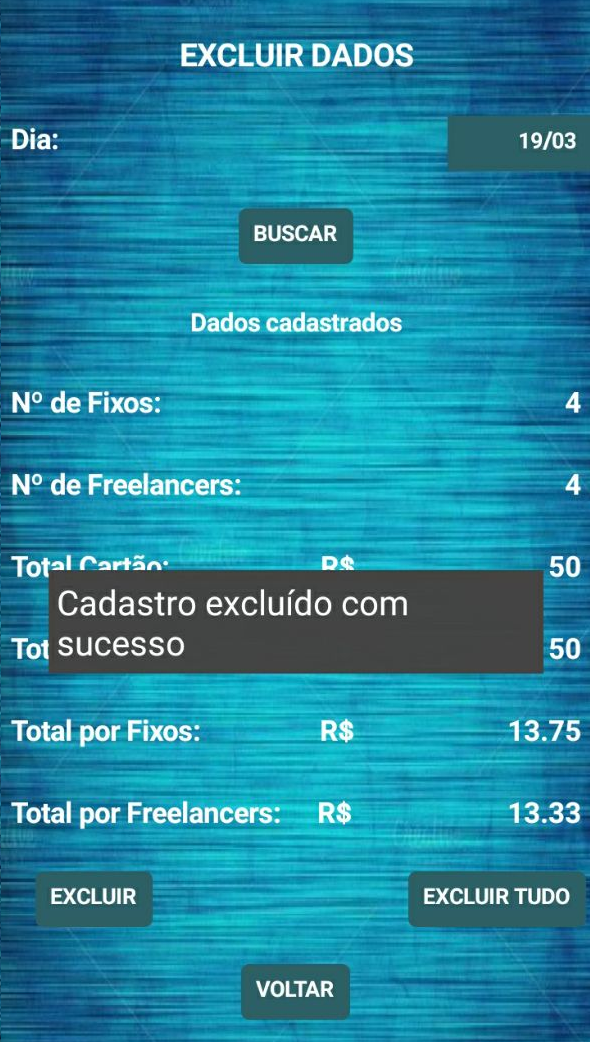 EXCLUIR DADOS
Dia: 19/03
BUSCAR
Dados cadastrados
Nº de Fixos: 4
Nº de Freelancers: 4
Total Cartão: R$ 50
Cadastro excluído com
sucesso
Tot 50
Total por Fixos: R$ 13.75
Total por Freelancers: R$ 13.33
EXCLUIR EXCLUIR TUDO
VOLTAR